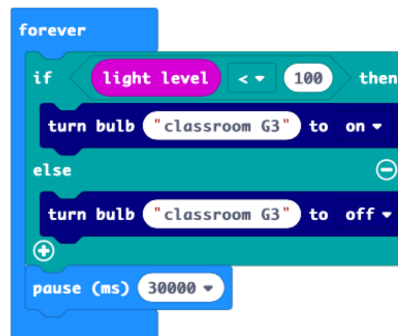 forever
if light level < 100 then
turn bulb "classroom G3" to on
else
turn bulb "classroom G3" to off
pause (ms) 30000